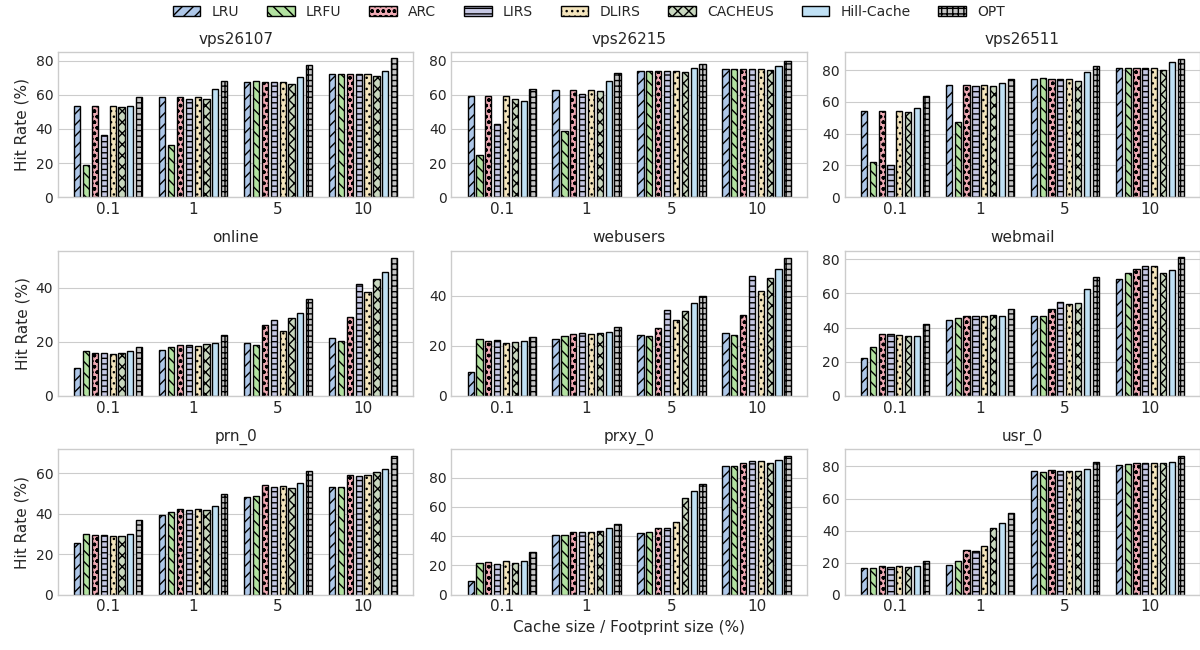 LRU LRFU ARC LIRS DLIRS CACHEUS Hill-Cache OPT
vps26107 vps26215 vps26511
Hit Rate (%)
80
60
40
20
0
0.1 1 5 10
80
60
40
20
0
0.1 1 5 10
80
60
40
20
0
0.1 1 5 10
online webusers webmail
Hit Rate (%)
40
20
0
0.1 1 5 10
40
20
0
0.1 1 5 10
80
60
40
20
0
0.1 1 5 10
prn_0 prxy_0 usr_0
Hit Rate (%)
60
40
20
0
0.1 1 5 10
80
60
40
20
0
0.1 1 5 10
80
60
40
20
0
0.1 1 5 10
Cache size / Footprint size (%)